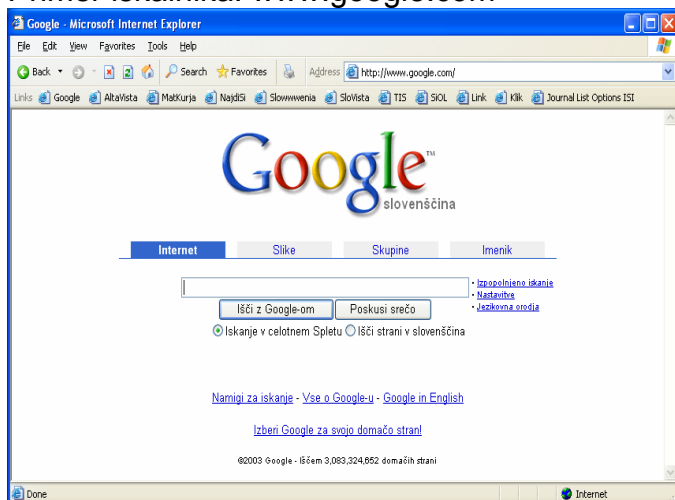 Primer iskalnika: www.google.com
Google - Microsoft Internet Explorer
File Edit View Favorites Tools Help
Back Search Favorites Address http://www.google.com/
Links Google AltaVista MatKurja NajdiSi Slowwwenia SloVista TIS SiOL Link Klik Journal List Options ISI
Google™
slovenščina
Internet Slike Skupine Imenik
· Izpopolnjeno iskanje
· Nastavitve
· Jezikovna orodja
Išči z Google-om Poskusi srečo
Iskanje v celotnem Spletu Išči strani v slovenščina
Namigi za iskanje - Vse o Google-u - Google in English
Izberi Google za svojo domačo stran!
©2003 Google - Iščem 3,083,324,652 domačih strani
Done Internet